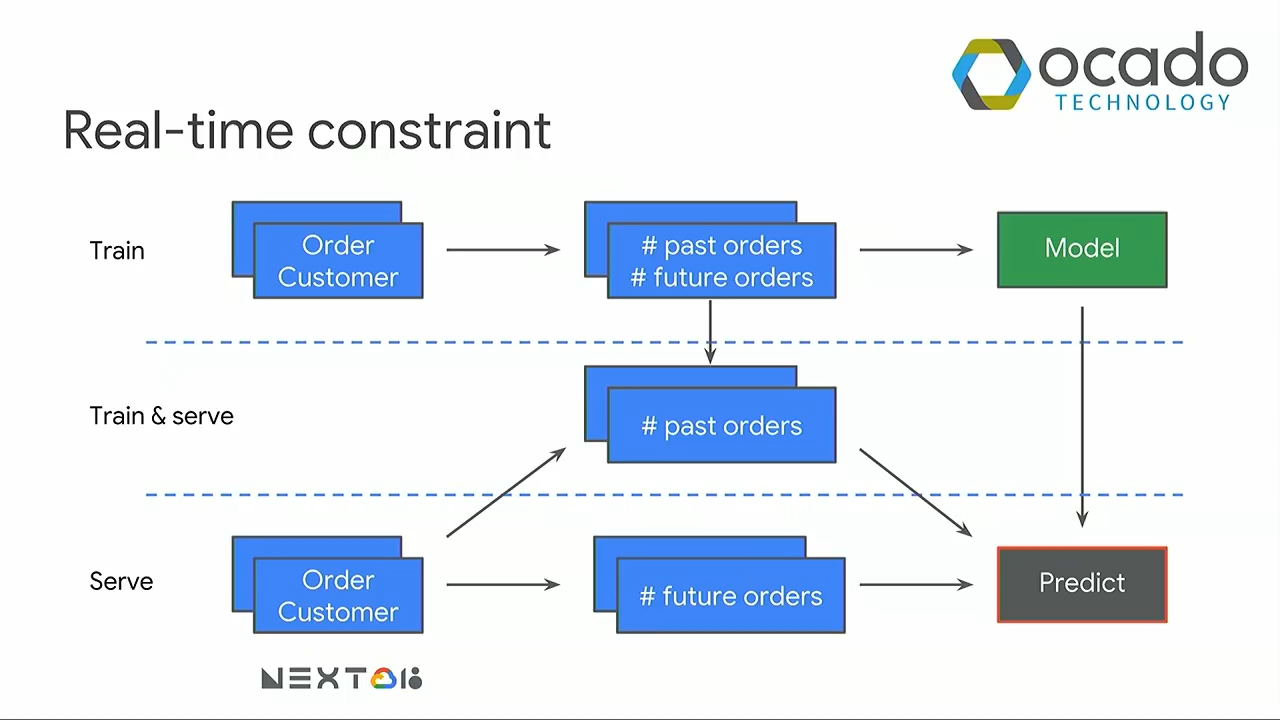 ocado
TECHNOLOGY
Real-time constraint
Train
Order
Customer
# past orders
# future orders
Model
Train & serve
# past orders
Serve
Order
Customer
# future orders
Predict
NEXT 18